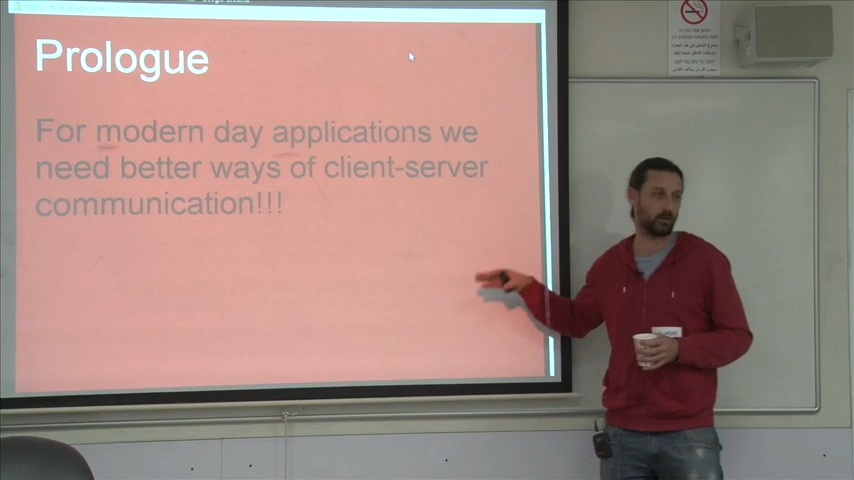 Prologue
For modern day applications we
need better ways of client-server
communication!!!